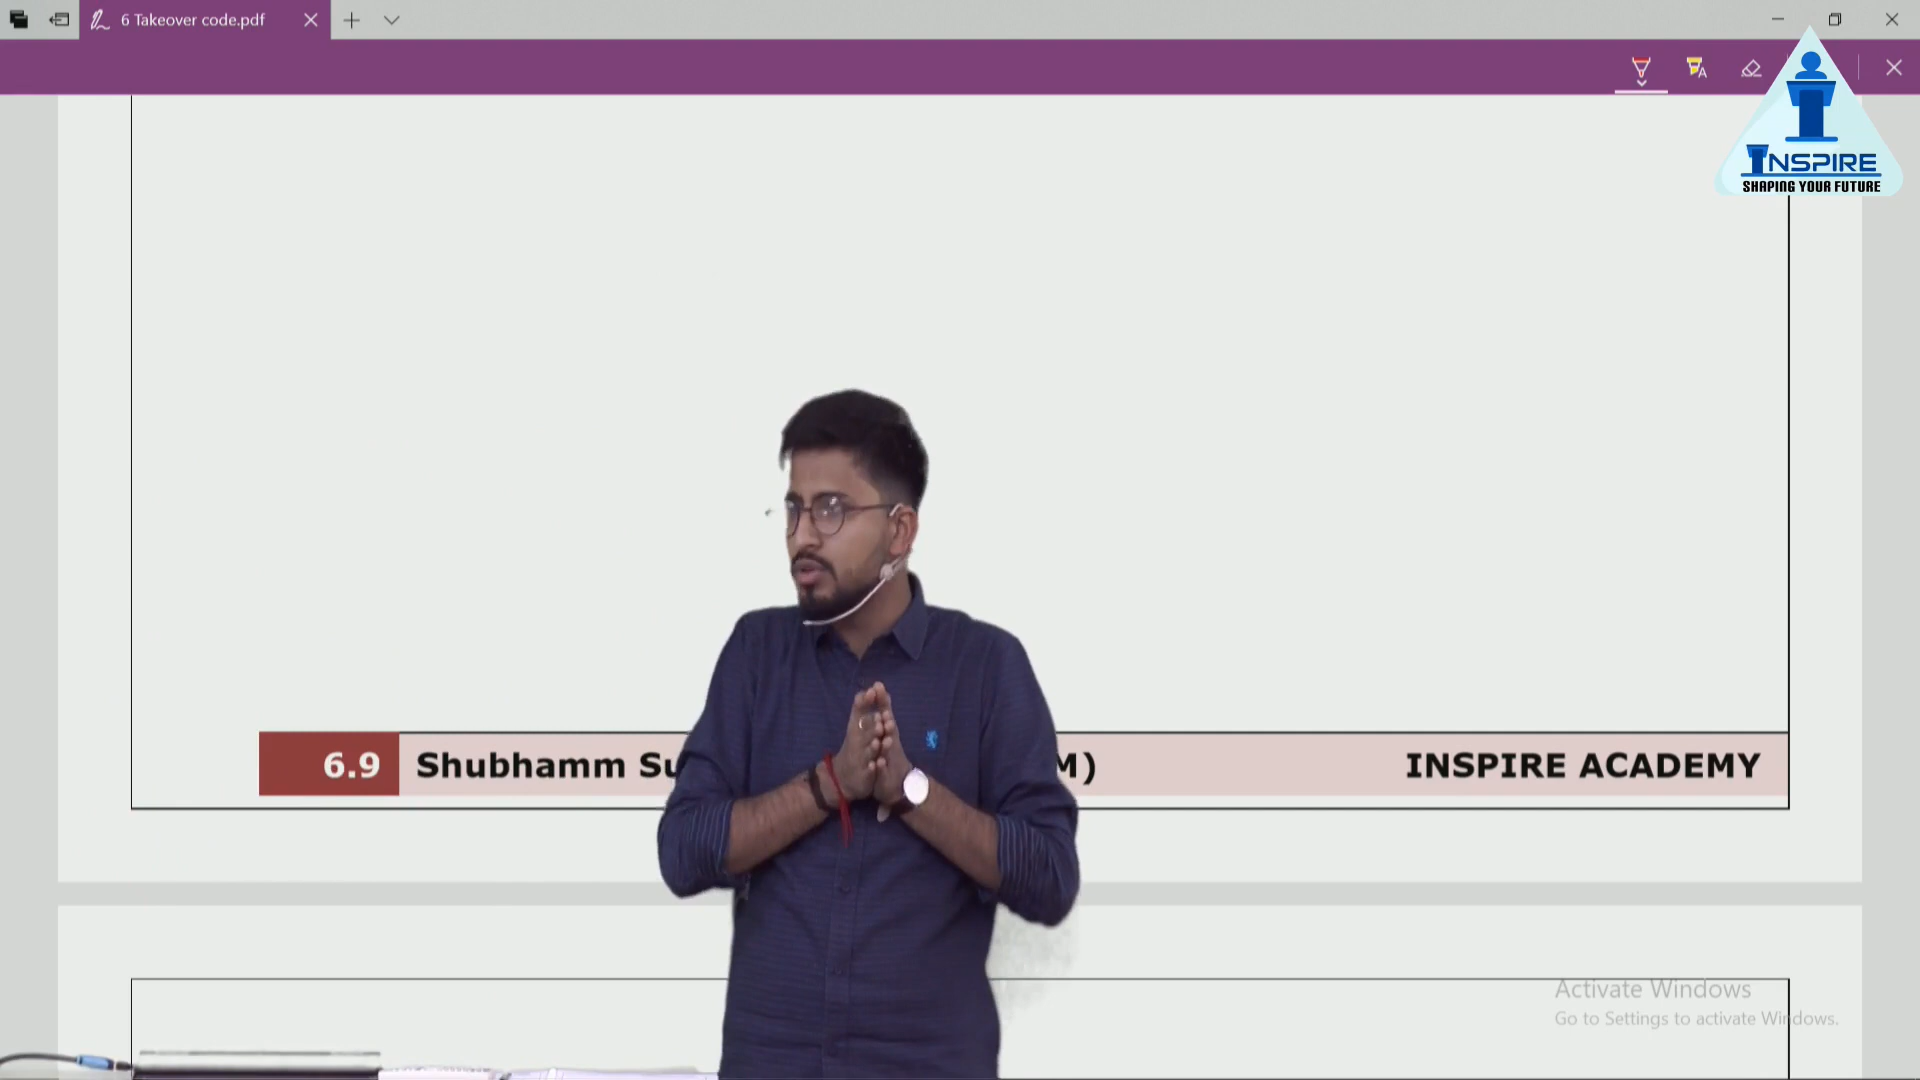 6 Takeover code.pdf
INSPIRE
SHAPING YOUR FUTURE
6.9 Shubhamm INSPIRE ACADEMY
Activate Windows
Go to Settings to activate Windows.